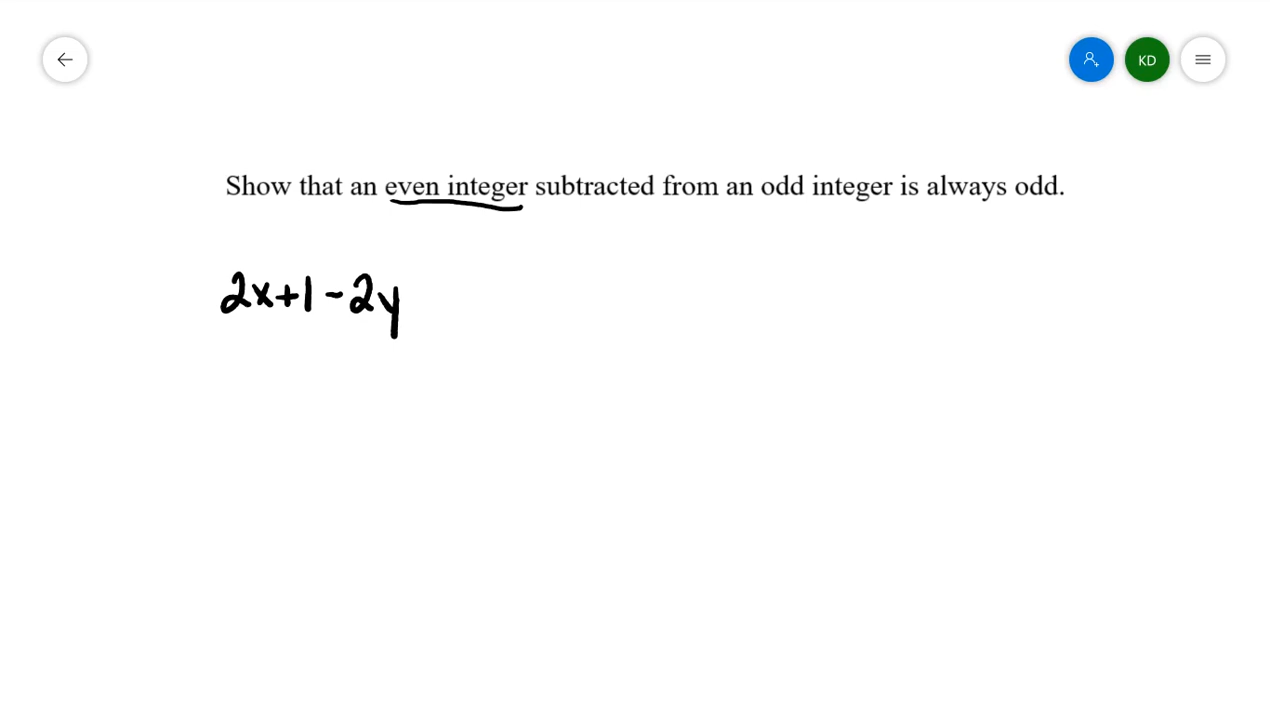 KD
Show that an even integer subtracted from an odd integer is always odd.
2x+1-2y